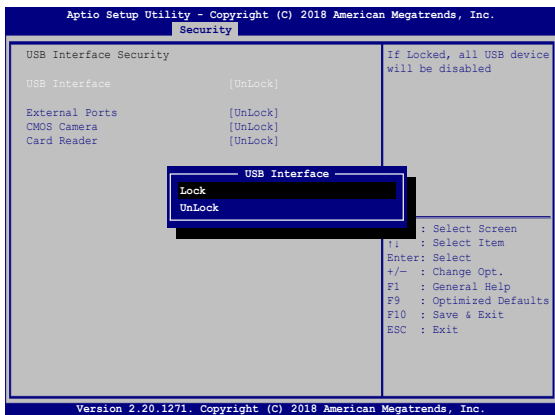 Aptio Setup Utility - Copyright (C) 2018 American Megatrends, Inc.
Security
USB Interface Security
USB Interface [UnLock]
External Ports [UnLock]
CMOS Camera [UnLock]
Card Reader [UnLock]
USB Interface
Lock
UnLock
If Locked, all USB device
will be disabled
: Select Screen
↑↓ : Select Item
Enter: Select
+/— : Change Opt.
F1 : General Help
F9 : Optimized Defaults
F10 : Save & Exit
ESC : Exit
Version 2.20.1271. Copyright (C) 2018 American Megatrends, Inc.